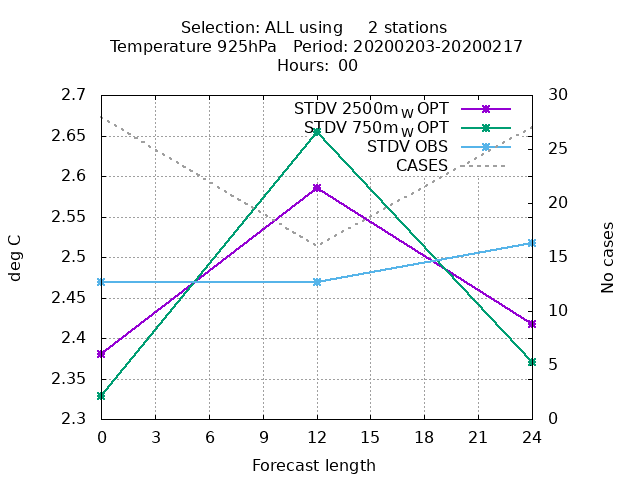 Selection: ALL using     2 stations
Temperature 925hPa   Period: 20200203-20200217
Hours:  00
STDV 2500m_W OPT
STDV 750m_W OPT
STDV OBS
CASES
2.7
2.65
2.6
2.55
2.5
2.45
2.4
2.35
2.3
deg C
30
25
20
15
10
5
0
No cases
0 3 6 9 12 15 18 21 24
Forecast length